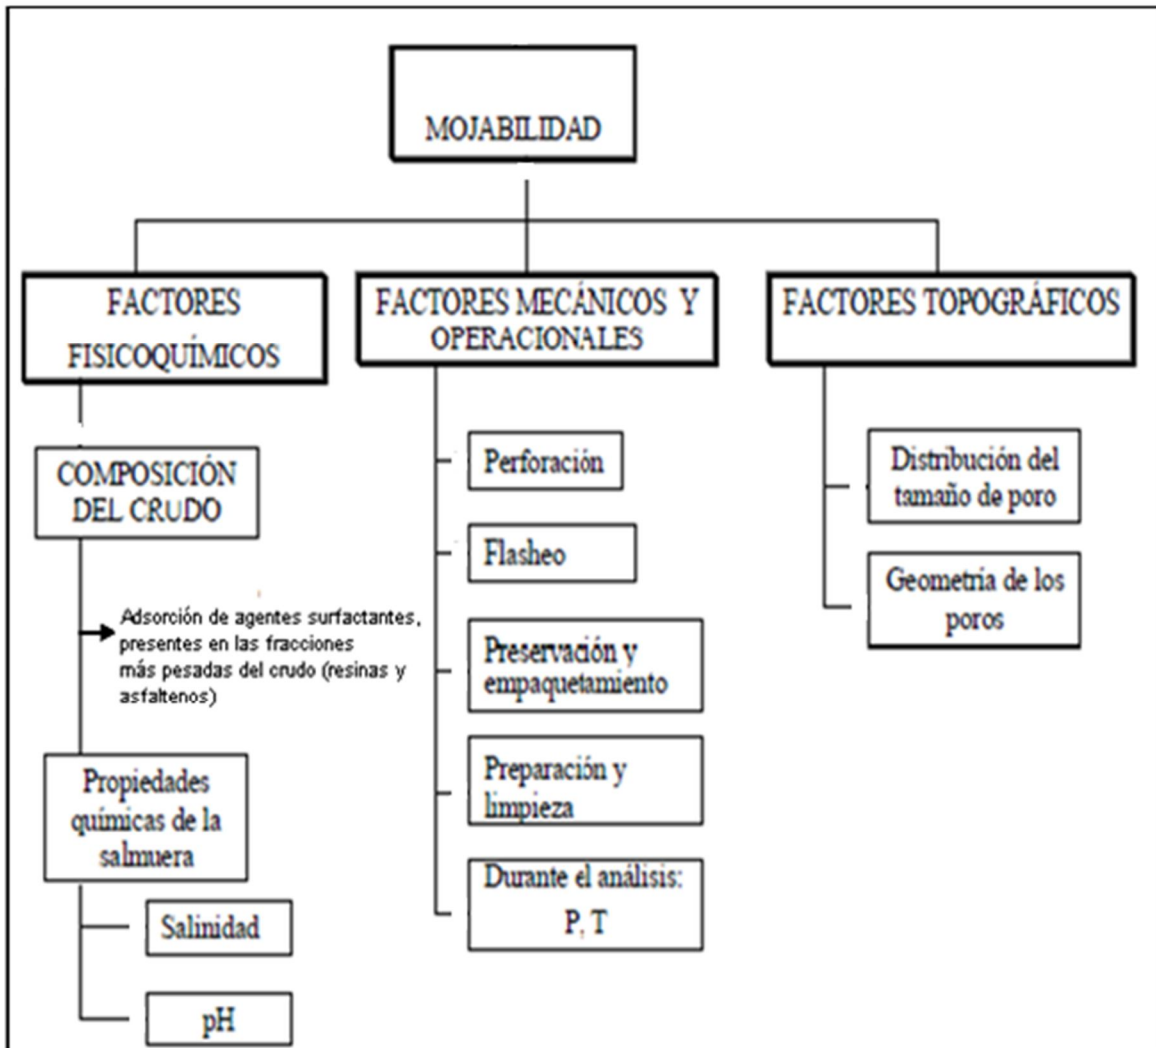 MOJABILIDAD
FACTORES
FISICOQUÍMICOS
COMPOSICIÓN
DEL CRUDO
Adsorción de agentes surfactantes,
presentes en las fracciones
más pesadas del crudo (resinas y
asfaltenos)
Propiedades
químicas de la
salmuera
Salinidad
pH
FACTORES MECÁNICOS Y
OPERACIONALES
Perforación
Flasheo
Preservación y
empaquetamiento
Preparación y
limpieza
Durante el análisis:
P, T
FACTORES TOPOGRÁFICOS
Distribución del
tamaño de poro
Geometría de los
poros